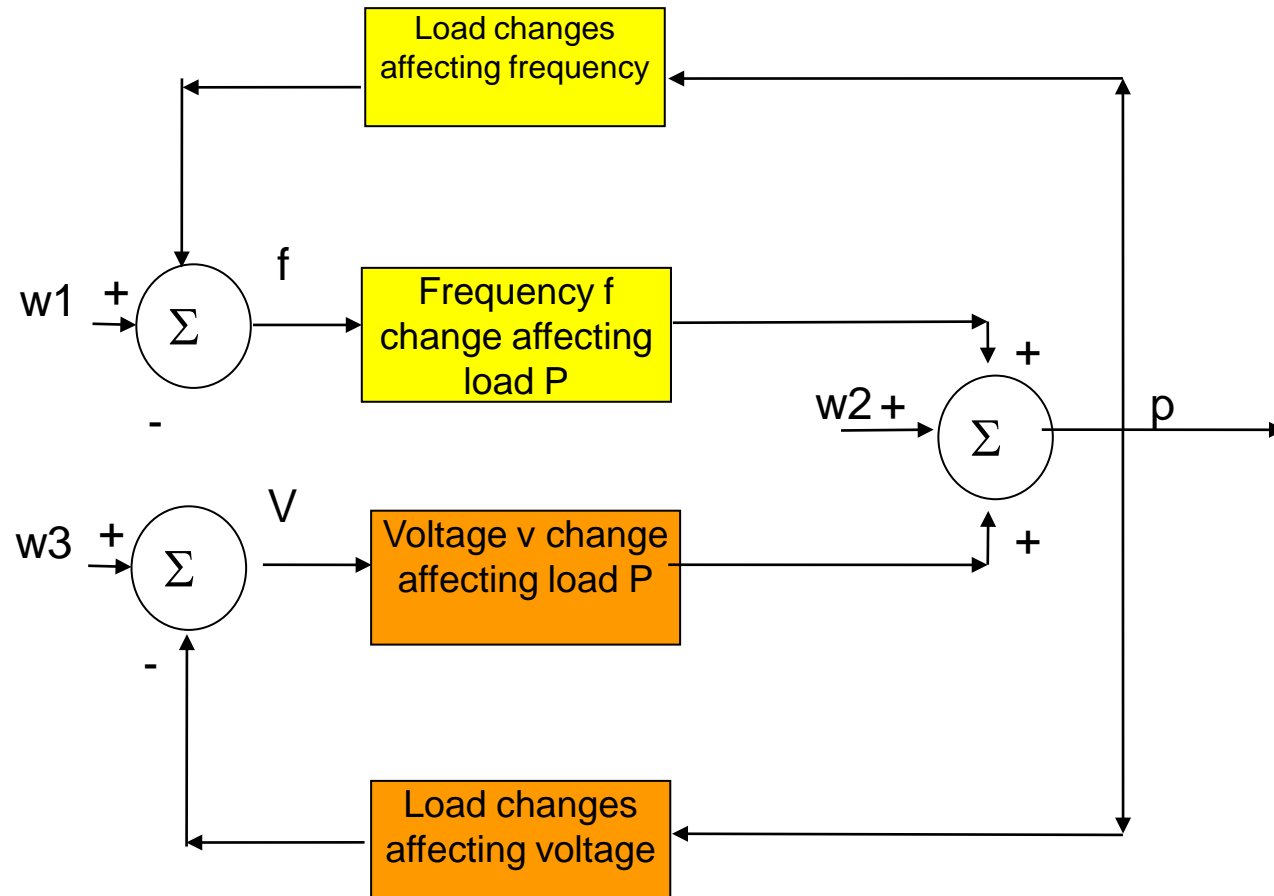 Load changes
affecting frequency
f
w1 +
Σ
-
Frequency f
change affecting
load P
+
w2 +
Σ
p
V
w3 +
Σ
-
Voltage v change
affecting load P
+
Load changes
affecting voltage